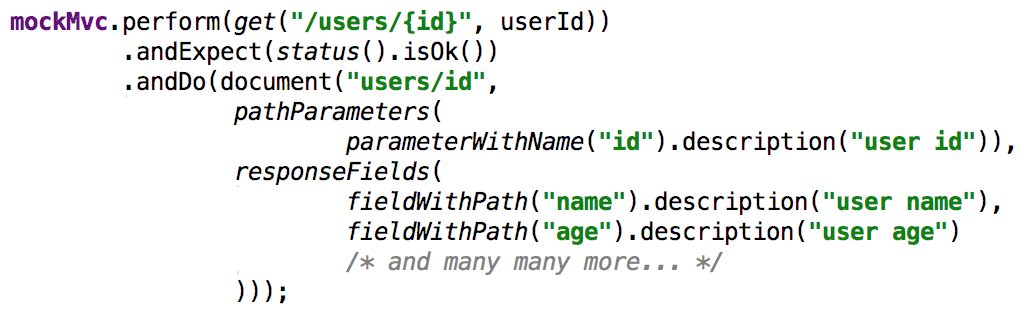 mockMvc.perform(get("/users/{id}", userId))
        .andExpect(status().isOk())
        .andDo(document("users/id",
                pathParameters(
                        parameterWithName("id").description("user id")),
                responseFields(
                        fieldWithPath("name").description("user name"),
                        fieldWithPath("age").description("user age")
                        /* and many many more... */
                )));